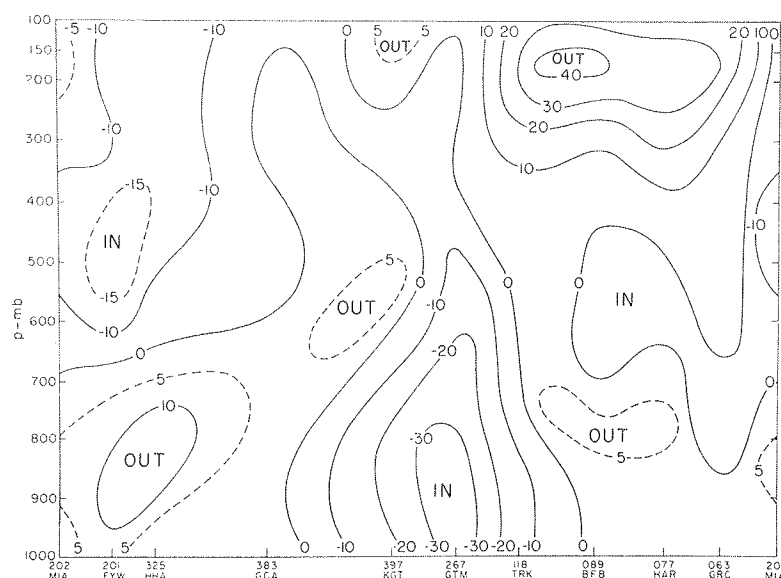 100 -5 -10 -10 0 5 5 10 20 20 10 0
OUT OUT
200 40
30
300 -10 20
10
400 -15 -10
-10
IN
500 5
-15 0 0 0
OUT IN
600 -10 -10
p-mb
0 -20
700 5
0
10
800 -30 OUT
OUT 5 5
900 IN
1000 5 5 0 -10 -20 -30 -30 -20 -10 0
202 201 325 383 397 267 118 089 077 063 20
MIA EYW HHA GCA KGT GTM TRK BFB HAR GRC